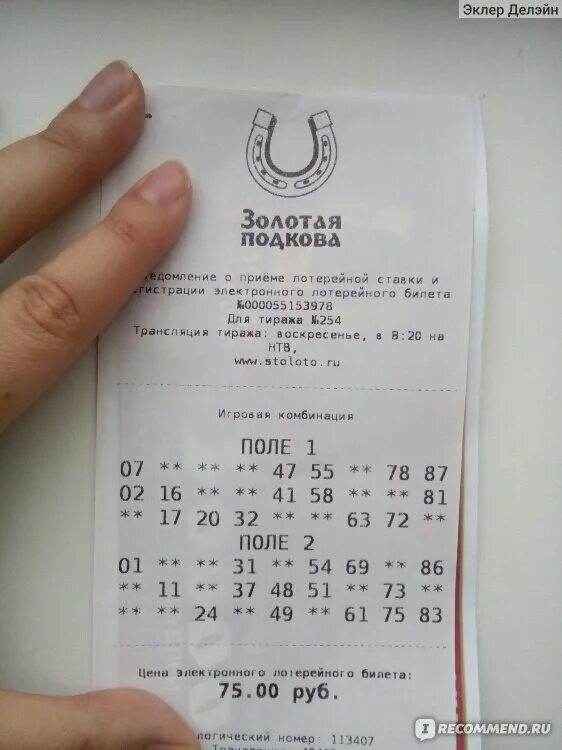 Эклер Делэйн
Золотая
подкова
о приёме лотерейной ставки и
электронного лотерейного билета
№000055153978
Для тиража №254
Трансляция тиража: воскресенье, в 8:20 на
НТВ,
www.stoloto.ru
Игровая комбинация
ПОЛЕ 1
07 ** ** ** 47 55 ** 78 87
02 16 ** ** 41 58 ** ** 81
** 17 20 32 ** ** 63 72 **
ПОЛЕ 2
01 ** ** 31 ** 54 69 ** 86
** 11 ** 37 48 51 ** 73 **
** ** 24 ** 49 ** 61 75 83
Цена электронного лотерейного билета:
75.00 руб.
номер: 113407
RECOMMEND.RU